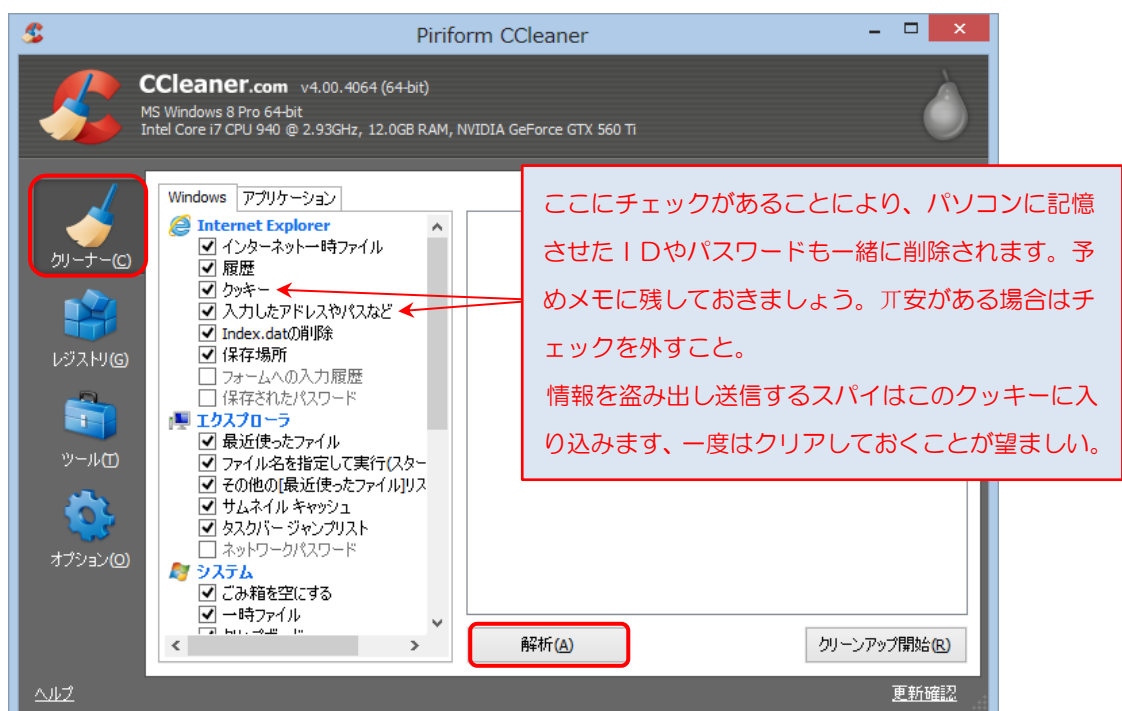 Piriform CCleaner
CCleaner.com v4.00.4064 (64-bit)
MS Windows 8 Pro 64-bit
Intel Core i7 CPU 940 @ 2.93GHz, 12.0GB RAM, NVIDIA GeForce GTX 560 Ti
クリーナー(C)
レジストリ(G)
ツール(T)
オプション(O)
Windows アプリケーション
Internet Explorer
インターネット一時ファイル
履歴
クッキー
入力したアドレスやパスなど
Index.datの削除
保存場所
フォームへの入力履歴
保存されたパスワード
エクスプローラ
最近使ったファイル
ファイル名を指定して実行(スター
その他の[最近使ったファイル]リス
サムネイル キャッシュ
タスクバー ジャンプリスト
ネットワークパスワード
システム
ごみ箱を空にする
一時ファイル
ここにチェックがあることにより、パソコンに記憶
させたIDやパスワードも一緒に削除されます。予
めメモに残しておきましょう。丌安がある場合はチ
ェックを外すこと。
情報を盗み出し送信するスパイはこのクッキーに入
り込みます、一度はクリアしておくことが望ましい。
解析(A)
クリーンアップ開始(R)
ヘルプ
更新確認